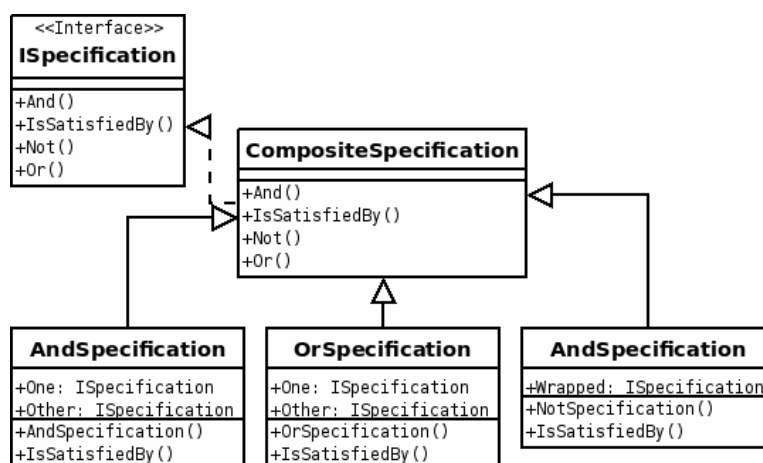 <<Interface>>
ISpecification
+And()
+IsSatisfiedBy()
+Not()
+Or()
CompositeSpecification
+And()
+IsSatisfiedBy()
+Not()
+Or()
AndSpecification
+One: ISpecification
+Other: ISpecification
+AndSpecification()
+IsSatisfiedBy()
OrSpecification
+One: ISpecification
+Other: ISpecification
+OrSpecification()
+IsSatisfiedBy()
AndSpecification
+Wrapped: ISpecification
+NotSpecification()
+IsSatisfiedBy()